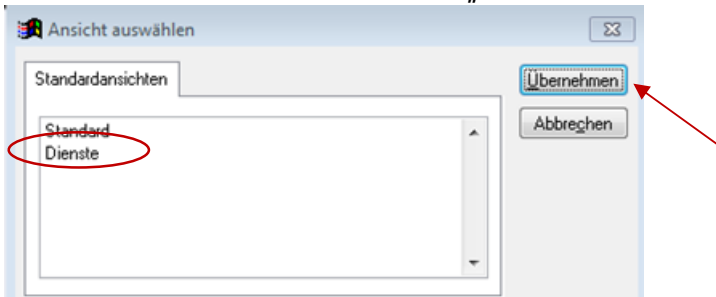 „
Ansicht auswählen
Standardansichten
Übernehmen
Standard
Abbrechen
Dienste